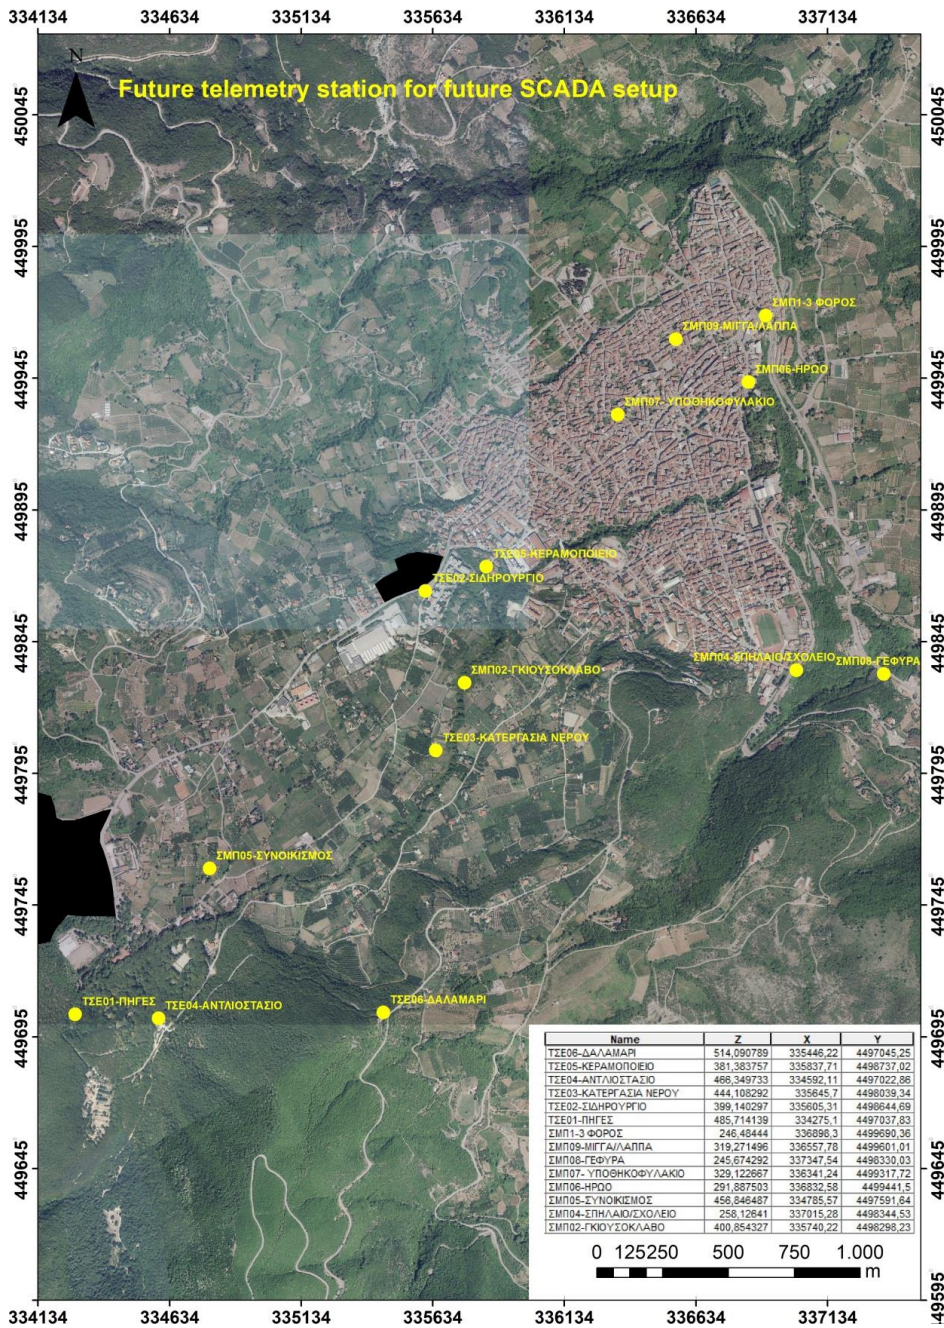 334134 334634 335134 335634 336134 336634 337134
N
Future telemetry station for future SCADA setup
450045
449995
449945
449895
449845
449795
449745
449695
449645
449595
450045
449995
449945
449895
449845
449795
449745
449695
449645
449595
ΣΜΠ1-3 ΦΟΡΟΣ
ΣΜΠ09-ΜΙΓΓΑ/ΛΑΠΠΑ
ΣΜΠ06-ΗΡΩΟ
ΣΜΠ07- ΥΠΟΘΗΚΟΦΥΛΑΚΙΟ
ΤΣΕ05-ΚΕΡΑΜΟΠΟΙΕΙΟ
ΤΣΕ02-ΣΙΔΗΡΟΥΡΓΙΟ
ΣΜΠ04-ΣΠΗΛΑΙΟ/ΣΧΟΛΕΙΟ
ΣΜΠ08-ΓΕΦΥΡΑ
ΣΜΠ02-ΓΚΙΟΥΣΟΚΛΑΒΟ
ΤΣΕ03-ΚΑΤΕΡΓΑΣΙΑ ΝΕΡΟΥ
ΣΜΠ05-ΣΥΝΟΙΚΙΣΜΟΣ
ΤΣΕ01-ΠΗΓΕΣ
ΤΣΕ04-ΑΝΤΛΙΟΣΤΑΣΙΟ
ΤΣΕ06-ΔΑΛΑΜΑΡΙ
Name Z X Y
ΤΣΕ06-ΔΑΛΑΜΑΡΙ 514,090789 335446,22 4497045,25
ΤΣΕ05-ΚΕΡΑΜΟΠΟΙΕΙΟ 381,383757 335837,71 4498737,02
ΤΣΕ04-ΑΝΤΛΙΟΣΤΑΣΙΟ 466,349733 334592,11 4497022,86
ΤΣΕ03-ΚΑΤΕΡΓΑΣΙΑ ΝΕΡΟΥ 444,108292 335645,7 4498039,34
ΤΣΕ02-ΣΙΔΗΡΟΥΡΓΙΟ 399,140297 335605,31 4498644,69
ΤΣΕ01-ΠΗΓΕΣ 485,714139 334275,1 4497037,83
ΣΜΠ1-3 ΦΟΡΟΣ 246,48444 336898,3 4499690,36
ΣΜΠ09-ΜΙΓΓΑ/ΛΑΠΠΑ 319,271496 336557,78 4499601,01
ΣΜΠ08-ΓΕΦΥΡΑ 245,674292 337347,54 4498330,03
ΣΜΠ07- ΥΠΟΘΗΚΟΦΥΛΑΚΙΟ 329,122667 336341,24 4499317,72
ΣΜΠ06-ΗΡΩΟ 291,887503 336832,58 4499441,5
ΣΜΠ05-ΣΥΝΟΙΚΙΣΜΟΣ 456,846487 334785,57 4497591,64
ΣΜΠ04-ΣΠΗΛΑΙΟ/ΣΧΟΛΕΙΟ 258,12641 337015,28 4498344,53
ΣΜΠ02-ΓΚΙΟΥΣΟΚΛΑΒΟ 400,854327 335740,22 4498298,23
0 125250 500 750 1.000
m
334134 334634 335134 335634 336134 336634 337134